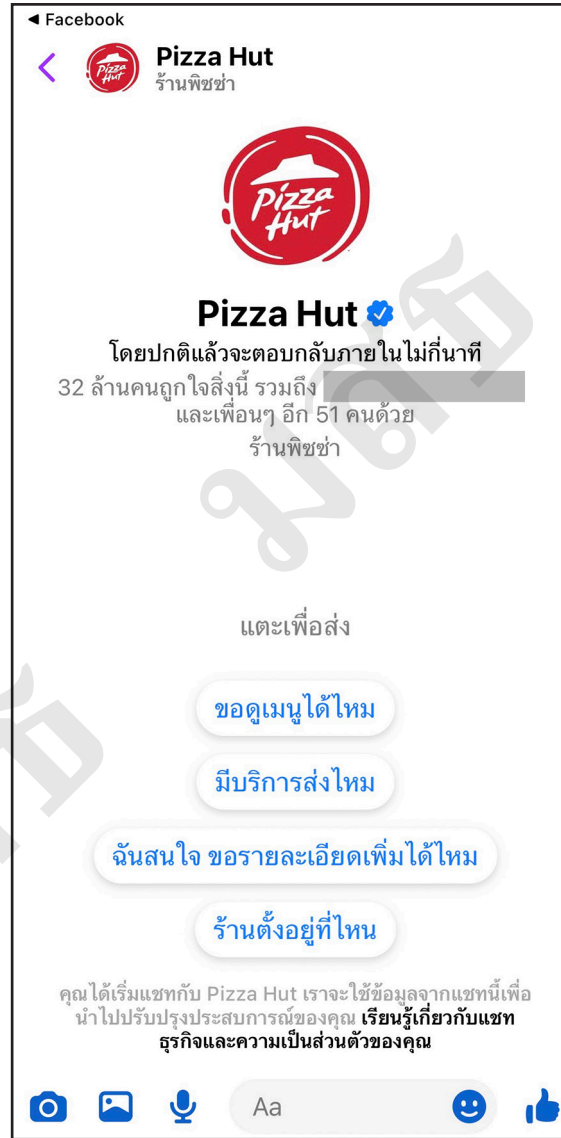 ◀ Facebook
Pizza Hut
Pizza Hut
ร้านพิซซ่า
Pizza Hut
Pizza Hut
โดยปกติแล้วจะตอบกลับภายในไม่กี่นาที
32 ล้านคนถูกใจสิ่งนี้ รวมถึง
และเพื่อนๆ อีก 51 คนด้วย
ร้านพิซซ่า
แตะเพื่อส่ง
ขอดูเมนูได้ไหม
มีบริการส่งไหม
ฉันสนใจ ขอรายละเอียดเพิ่มได้ไหม
ร้านตั้งอยู่ที่ไหน
คุณได้เริ่มแชทกับ Pizza Hut เราจะใช้ข้อมูลจากแชทนี้เพื่อ
นำไปปรับปรุงประสบการณ์ของคุณ เรียนรู้เกี่ยวกับแชท
ธุรกิจและความเป็นส่วนตัวของคุณ
Aa